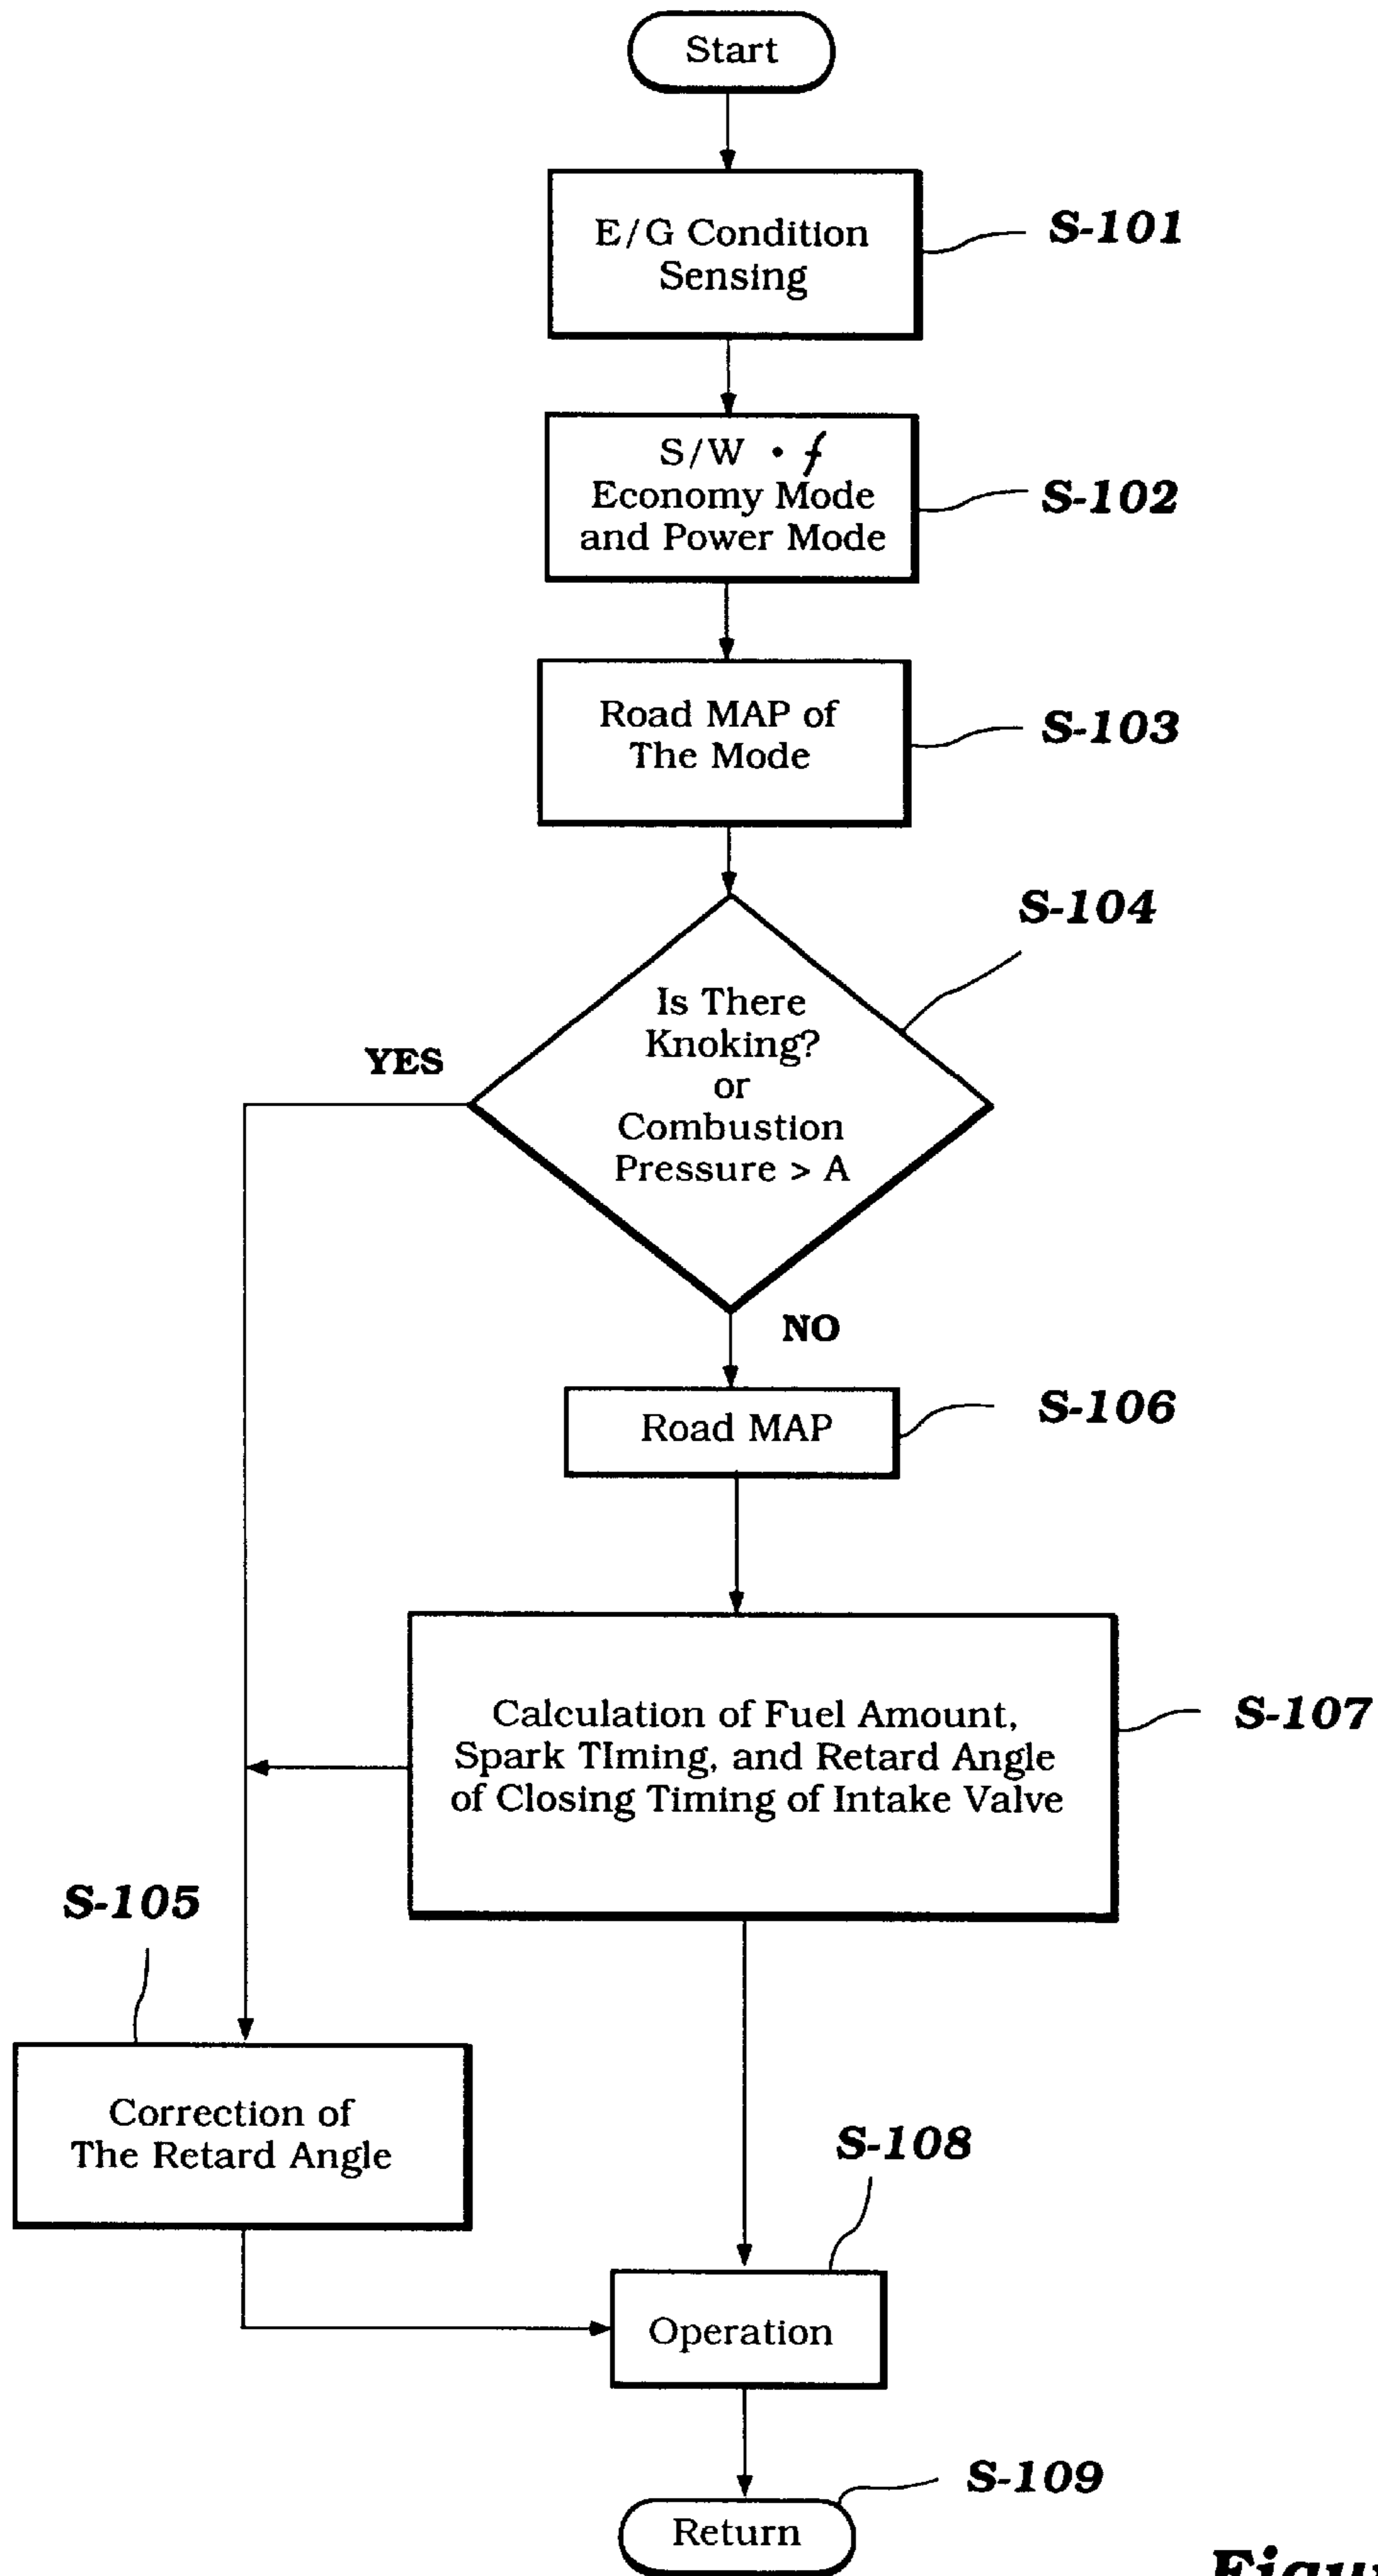 Start
E/G Condition
Sensing
S-101
S/W • f
Economy Mode
and Power Mode
S-102
Road MAP of
The Mode
S-103
S-104
Is There
Knoking?
or
Combustion
Pressure > A
YES
NO
Road MAP
S-106
Calculation of Fuel Amount,
Spark TIming, and Retard Angle
of Closing Timing of Intake Valve
S-107
S-105
Correction of
The Retard Angle
S-108
Operation
S-109
Return